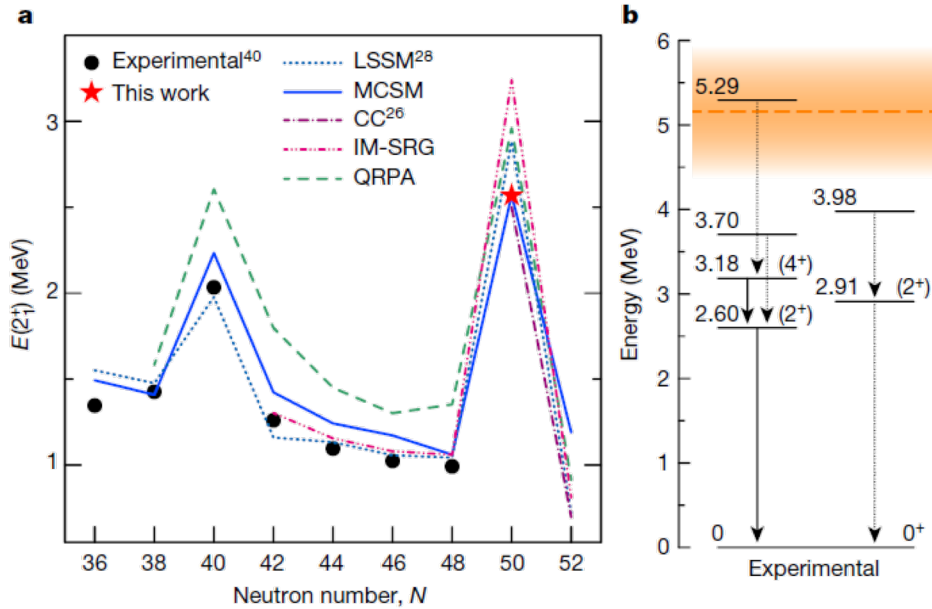 a
Experimental⁴⁰
This work
LSSM²⁸
MCSM
CC²⁶
IM-SRG
QRPA
3
2
1
E(2⁺₁) (MeV)
36 38 40 42 44 46 48 50 52
Neutron number, N
b
6
5
4
3
2
1
0
Energy (MeV)
5.29
3.98
3.70
3.18 (4⁺)
2.91 (2⁺)
2.60 (2⁺)
0 0⁺
Experimental